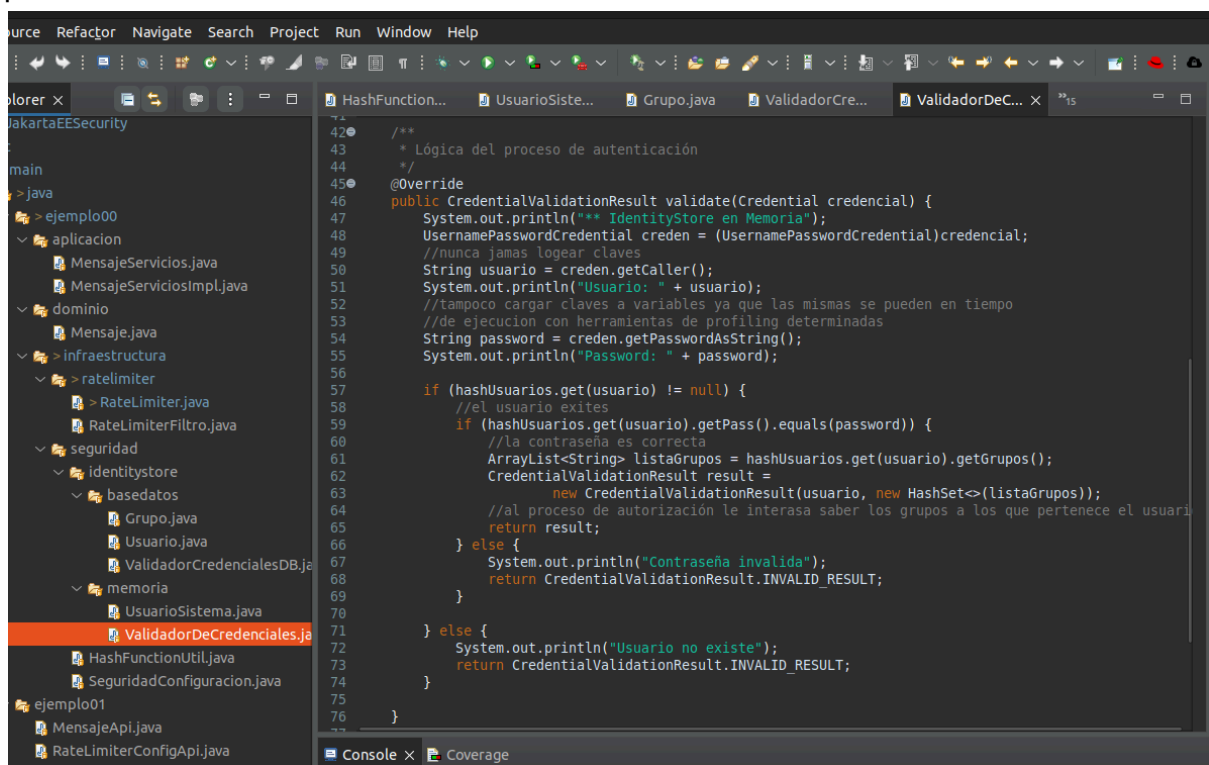 ource Refactor Navigate Search Project Run Window Help
plorer ×
HashFunction... UsuarioSiste... Grupo.java ValidadorCre... ValidadorDeC... × »15
JakartaEESecurity
main
> java
> ejemplo00
aplicacion
MensajeServicios.java
MensajeServiciosImpl.java
dominio
Mensaje.java
> infraestructura
> ratelimiter
> RateLimiter.java
RateLimiterFiltro.java
seguridad
identitystore
basedatos
Grupo.java
Usuario.java
ValidadorCredencialesDB.ja
memoria
UsuarioSistema.java
ValidadorDeCredenciales.ja
HashFunctionUtil.java
SeguridadConfiguracion.java
ejemplo01
MensajeApi.java
RateLimiterConfigApi.java
41
42 /**
43 * Lógica del proceso de autenticación
44 */
45 @Override
46 public CredentialValidationResult validate(Credential credencial) {
47 System.out.println("** IdentityStore en Memoria");
48 UsernamePasswordCredential creden = (UsernamePasswordCredential)credencial;
49 //nunca jamas logear claves
50 String usuario = creden.getCaller();
51 System.out.println("Usuario: " + usuario);
52 //tampoco cargar claves a variables ya que las mismas se pueden en tiempo
53 //de ejecucion con herramientas de profiling determinadas
54 String password = creden.getPasswordAsString();
55 System.out.println("Password: " + password);
56
57 if (hashUsuarios.get(usuario) != null) {
58 //el usuario exites
59 if (hashUsuarios.get(usuario).getPass().equals(password)) {
60 //la contraseña es correcta
61 ArrayList<String> listaGrupos = hashUsuarios.get(usuario).getGrupos();
62 CredentialValidationResult result =
63 new CredentialValidationResult(usuario, new HashSet<>(listaGrupos));
64 //al proceso de autorización le interasa saber los grupos a los que pertenece el usuari
65 return result;
66 } else {
67 System.out.println("Contraseña invalida");
68 return CredentialValidationResult.INVALID_RESULT;
69 }
70
71 } else {
72 System.out.println("Usuario no existe");
73 return CredentialValidationResult.INVALID_RESULT;
74 }
75
76 }
Console × Coverage